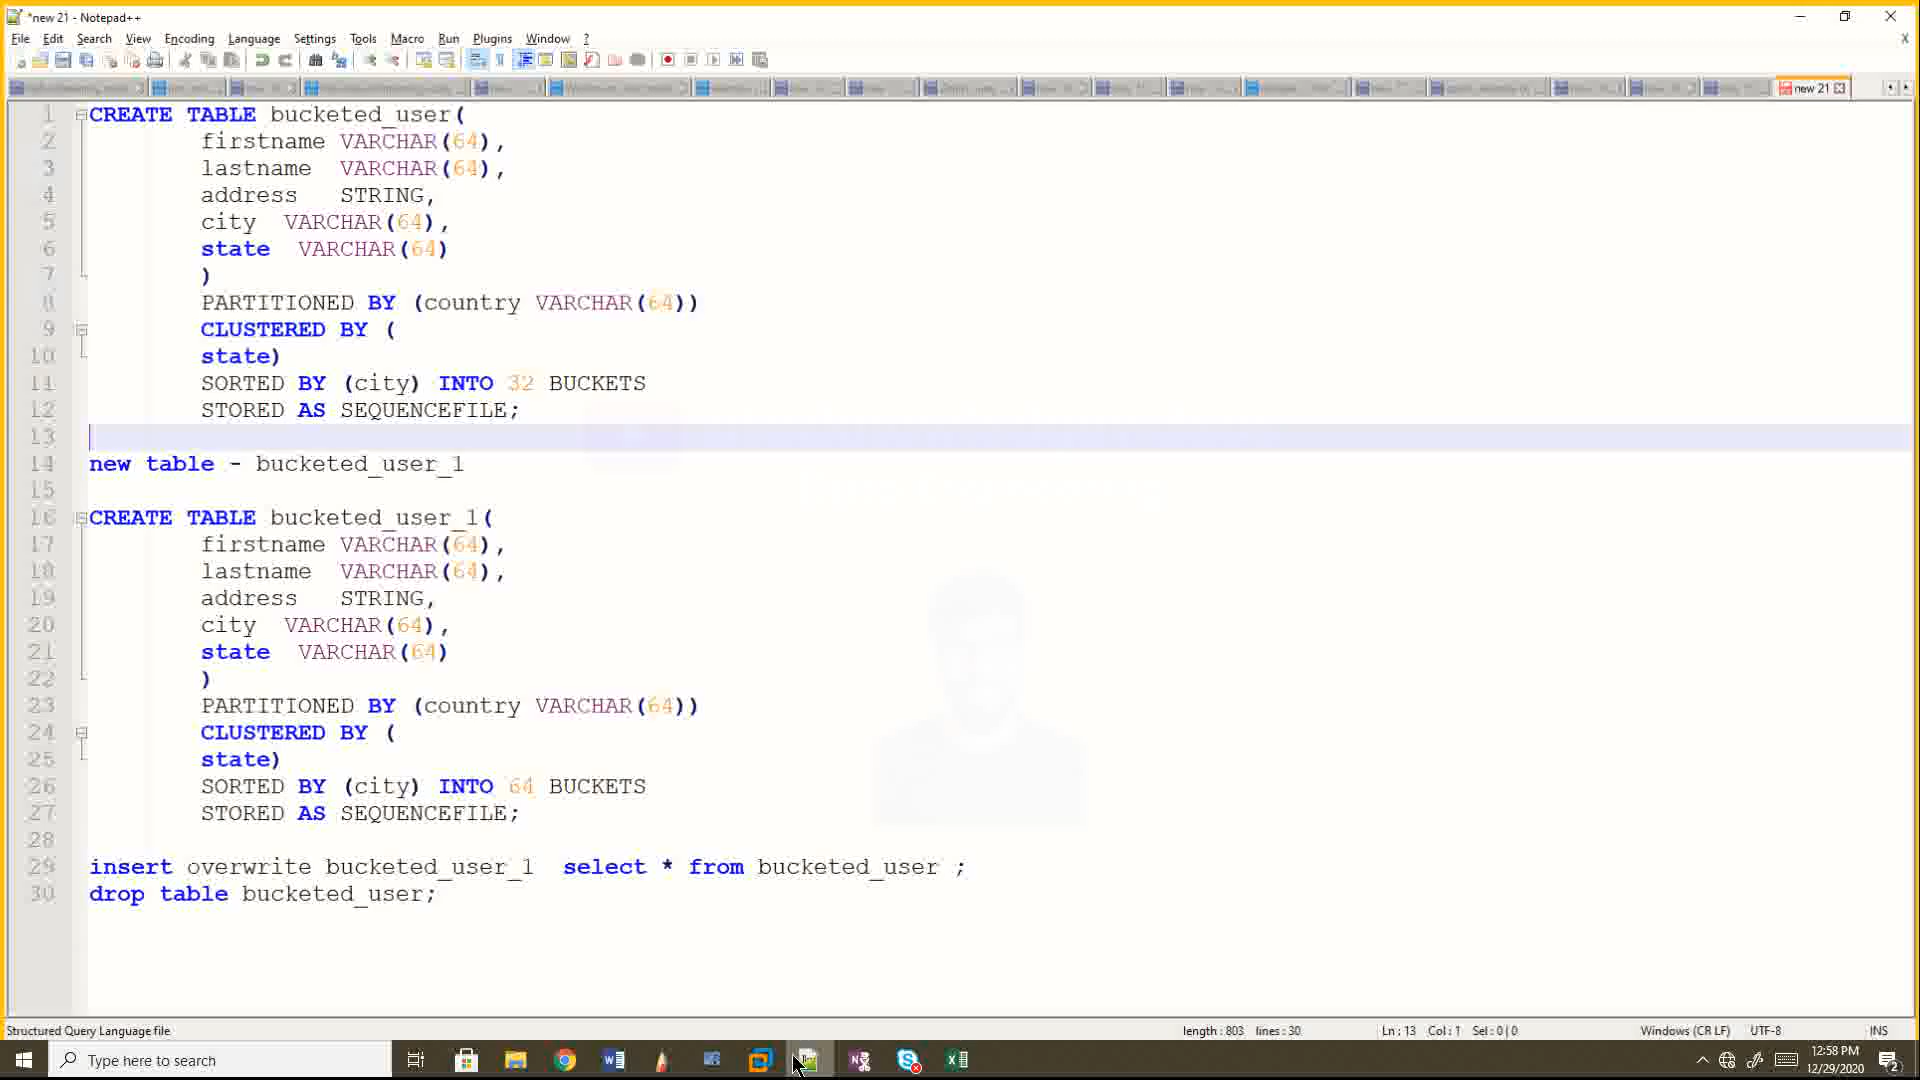 *new 21 - Notepad++
File Edit Search View Encoding Language Settings Tools Macro Run Plugins Window ?
X
new 21
1 CREATE TABLE bucketed_user(
2 firstname VARCHAR(64),
3 lastname VARCHAR(64),
4 address STRING,
5 city VARCHAR(64),
6 state VARCHAR(64)
7 )
8 PARTITIONED BY (country VARCHAR(64))
9 CLUSTERED BY (
10 state)
11 SORTED BY (city) INTO 32 BUCKETS
12 STORED AS SEQUENCEFILE;
13
14 new table - bucketed_user_1
15
16 CREATE TABLE bucketed_user_1(
17 firstname VARCHAR(64),
18 lastname VARCHAR(64),
19 address STRING,
20 city VARCHAR(64),
21 state VARCHAR(64)
22 )
23 PARTITIONED BY (country VARCHAR(64))
24 CLUSTERED BY (
25 state)
26 SORTED BY (city) INTO 64 BUCKETS
27 STORED AS SEQUENCEFILE;
28
29 insert overwrite bucketed_user_1 select * from bucketed_user ;
30 drop table bucketed_user;
Structured Query Language file length : 803 lines : 30 Ln : 13 Col : 1 Sel : 0 | 0 Windows (CR LF) UTF-8 INS
Type here to search
12:58 PM
12/29/2020
2